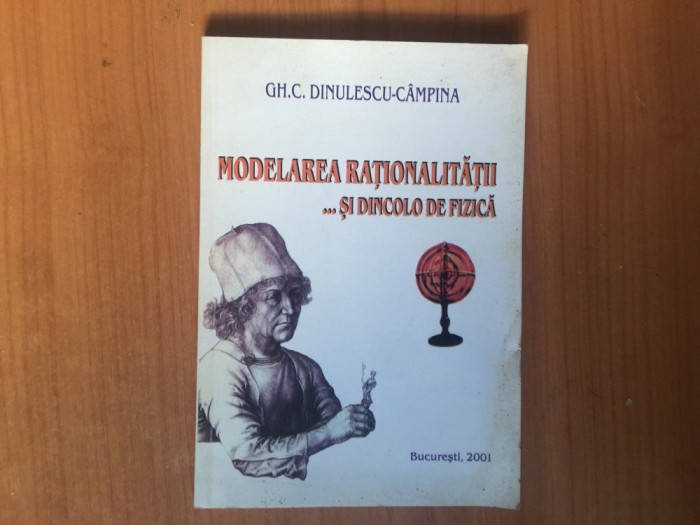 GH.C. DINULESCU-CÂMPINA
MODELAREA RAȚIONALITĂȚII
... ȘI DINCOLO DE FIZICĂ
București, 2001